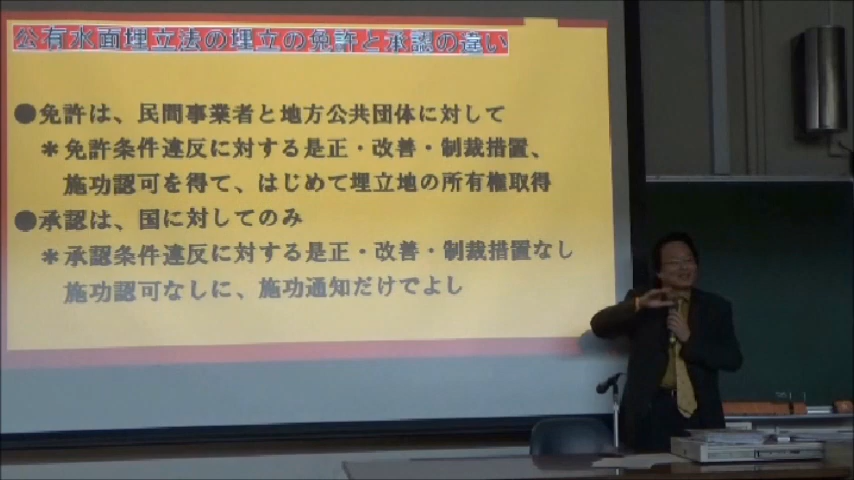 公有水面埋立法の埋立の免許と承認の違い
●免許は、民間事業者と地方公共団体に対して
＊免許条件違反に対する是正・改善・制裁措置、
施功認可を得て、はじめて埋立地の所有権取得
●承認は、国に対してのみ
＊承認条件違反に対する是正・改善・制裁措置なし
施功認可なしに、施功通知だけでよし